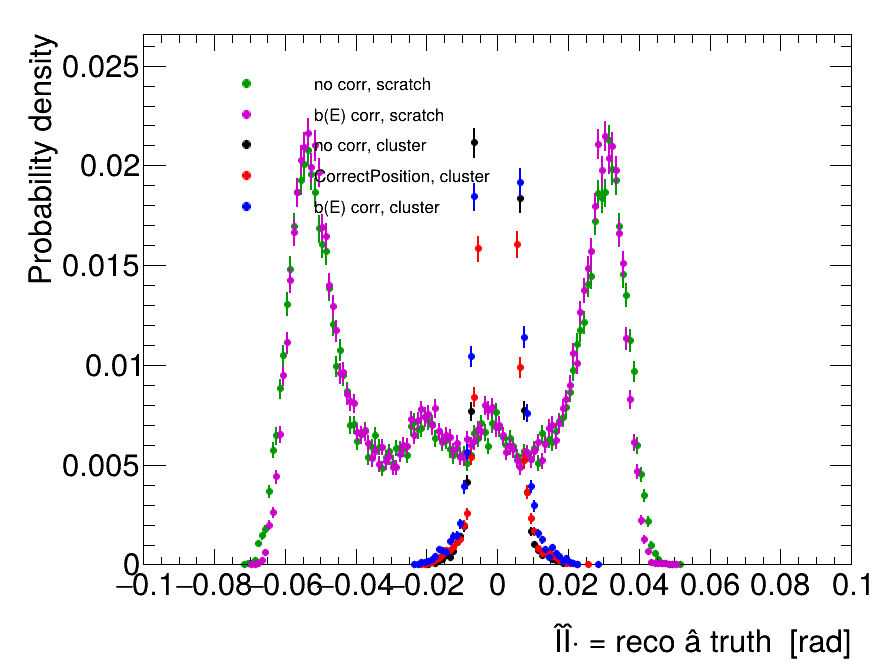 Probability density
0.025
0.02
0.015
0.01
0.005
0
no corr, scratch
b(E) corr, scratch
no corr, cluster
CorrectPosition, cluster
b(E) corr, cluster
−0.1 −0.08 −0.06 −0.04 −0.02 0 0.02 0.04 0.06 0.08 0.1
ÎÎ· = reco â truth [rad]